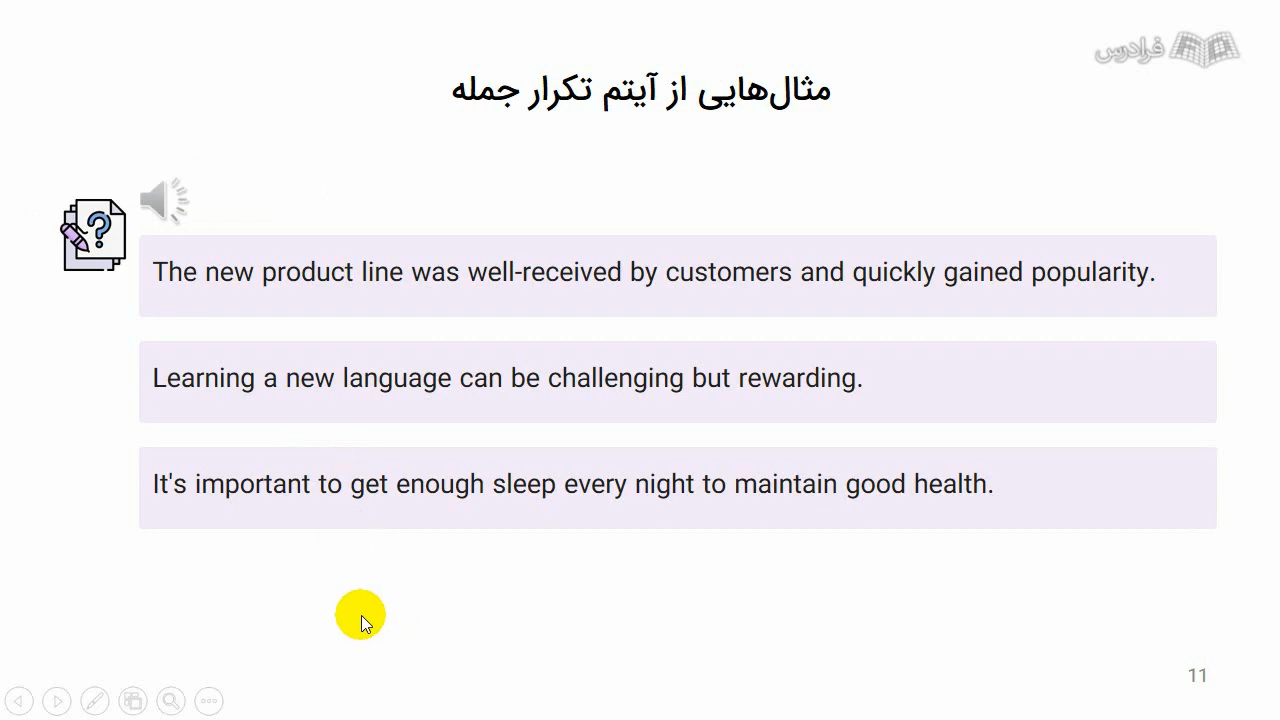 فرادرس
مثال‌هایی از آیتم تکرار جمله
The new product line was well-received by customers and quickly gained popularity.
Learning a new language can be challenging but rewarding.
It's important to get enough sleep every night to maintain good health.
11